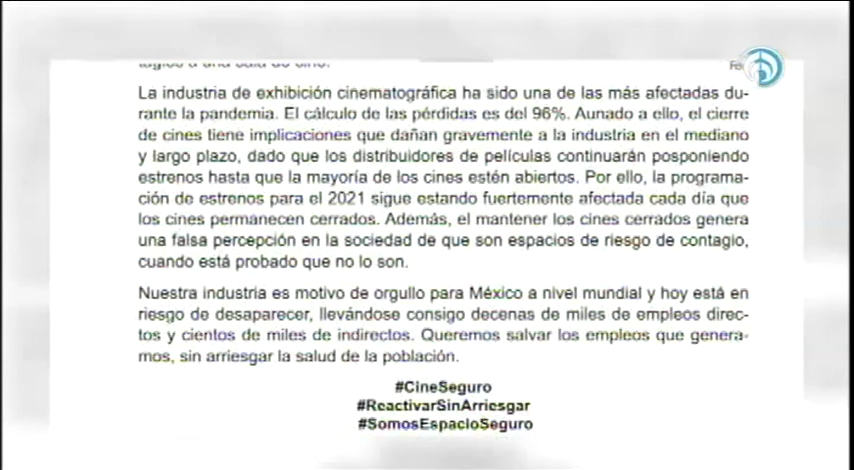 La industria de exhibición cinematográfica ha sido una de las más afectadas du-
rante la pandemia. El cálculo de las pérdidas es del 96%. Aunado a ello, el cierre
de cines tiene implicaciones que dañan gravemente a la industria en el mediano
y largo plazo, dado que los distribuidores de películas continuarán posponiendo
estrenos hasta que la mayoría de los cines estén abiertos. Por ello, la programa-
ción de estrenos para el 2021 sigue estando fuertemente afectada cada día que
los cines permanecen cerrados. Además, el mantener los cines cerrados genera
una falsa percepción en la sociedad de que son espacios de riesgo de contagio,
cuando está probado que no lo son.
Nuestra industria es motivo de orgullo para México a nivel mundial y hoy está en
riesgo de desaparecer, llevándose consigo decenas de miles de empleos direc-
tos y cientos de miles de indirectos. Queremos salvar los empleos que genera-
mos, sin arriesgar la salud de la población.
#CineSeguro
#ReactivarSinArriesgar
#SomosEspacioSeguro